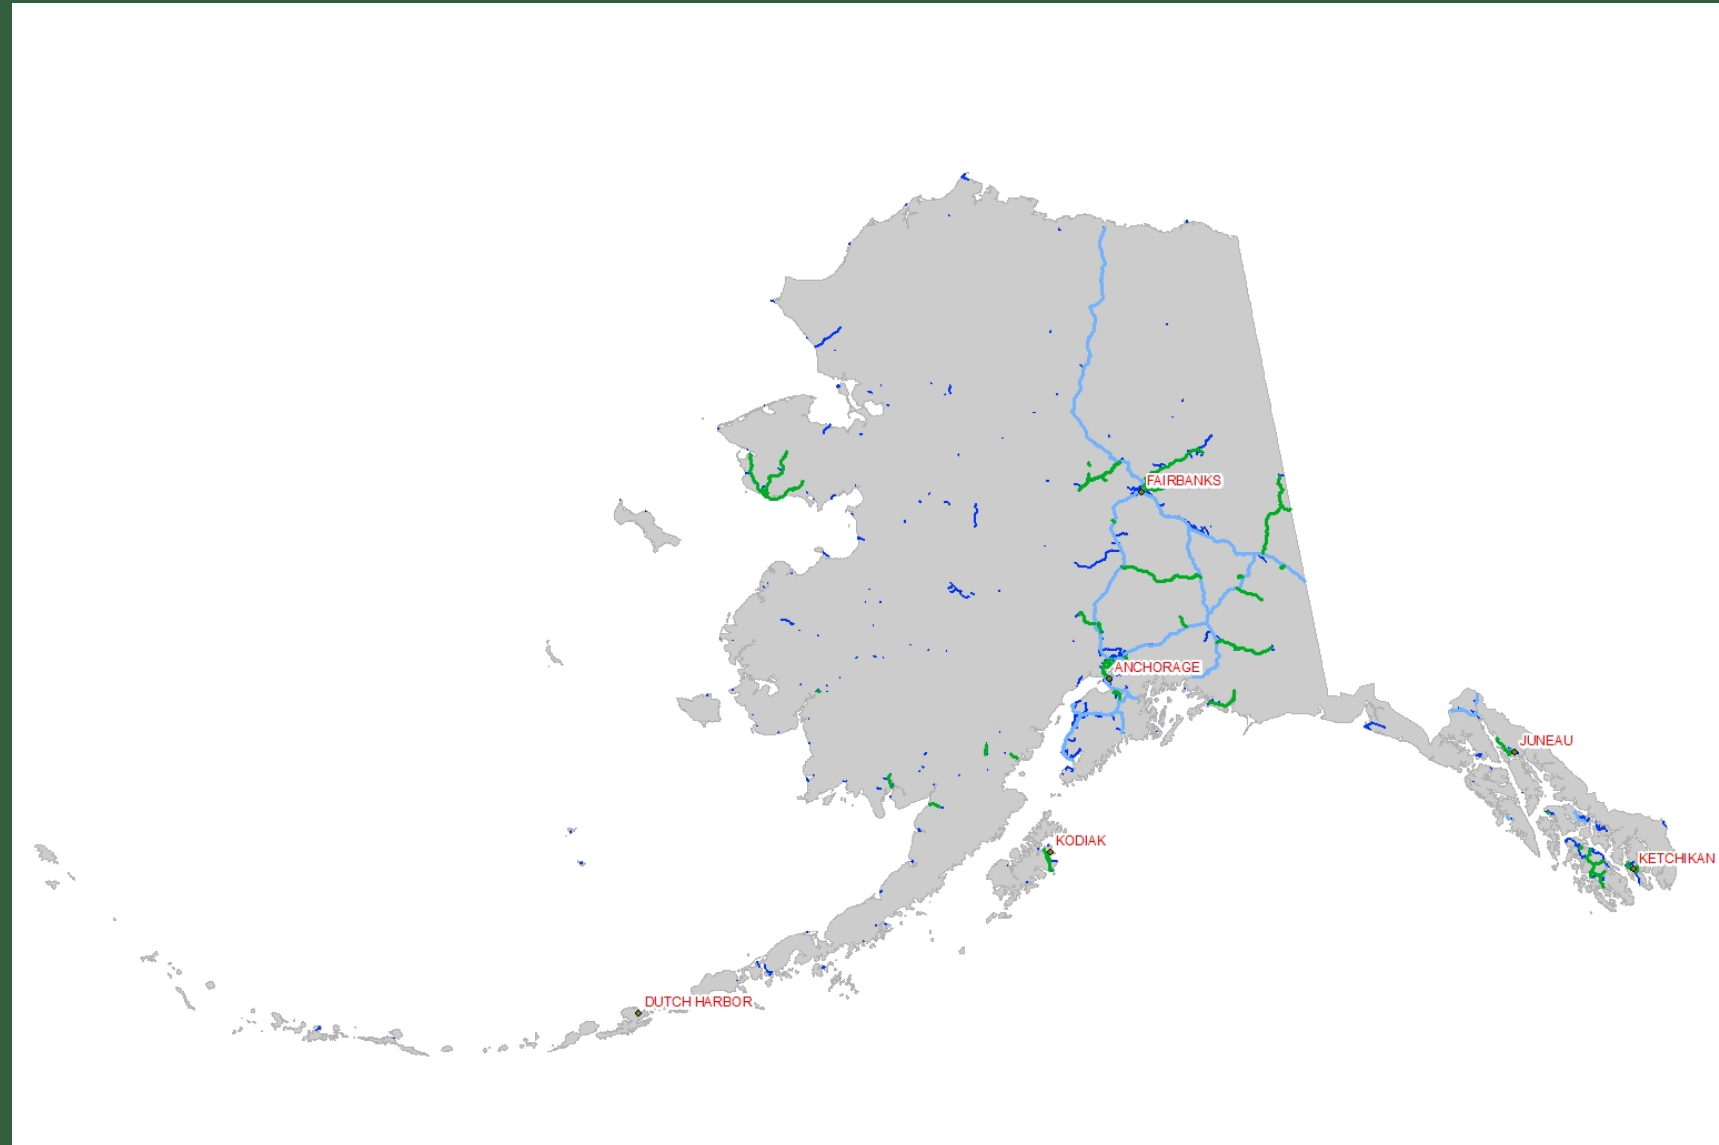 FAIRBANKS
ANCHORAGE
JUNEAU
KODIAK
KETCHIKAN
DUTCH HARBOR